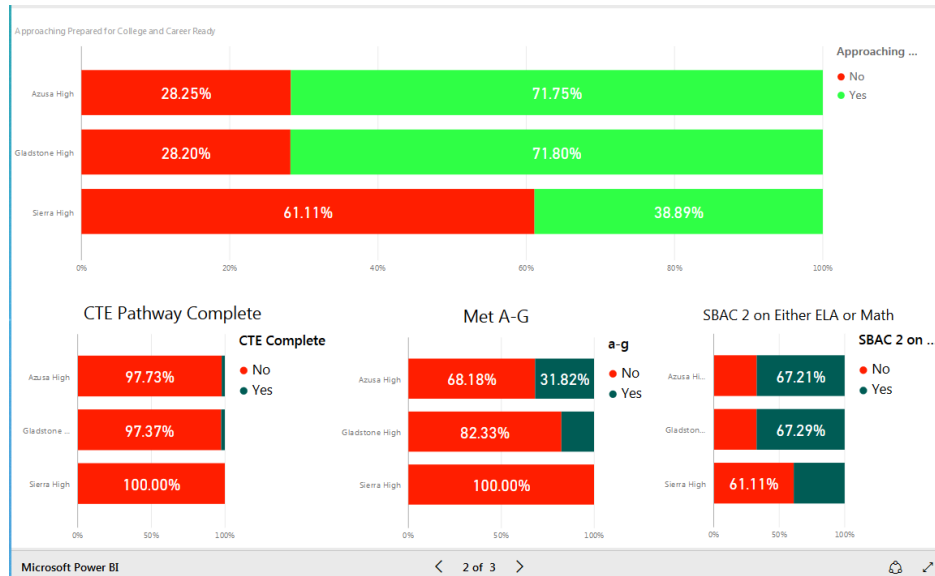 Approaching Prepared for College and Career Ready
Approaching ...
No
Yes
Azusa High
28.25%
71.75%
Gladstone High
28.20%
71.80%
Sierra High
61.11%
38.89%
0%
20%
40%
60%
80%
100%
CTE Pathway Complete
CTE Complete
No
Yes
Azusa High
97.73%
Gladstone ...
97.37%
Sierra High
100.00%
0%
50%
100%
Met A-G
a-g
No
Yes
Azusa High
68.18%
31.82%
Gladstone High
82.33%
Sierra High
100.00%
0%
50%
100%
SBAC 2 on Either ELA or Math
SBAC 2 on ...
No
Yes
Azusa Hi...
67.21%
Gladston...
67.29%
Sierra High
61.11%
0%
50%
100%
Microsoft Power BI
2 of 3